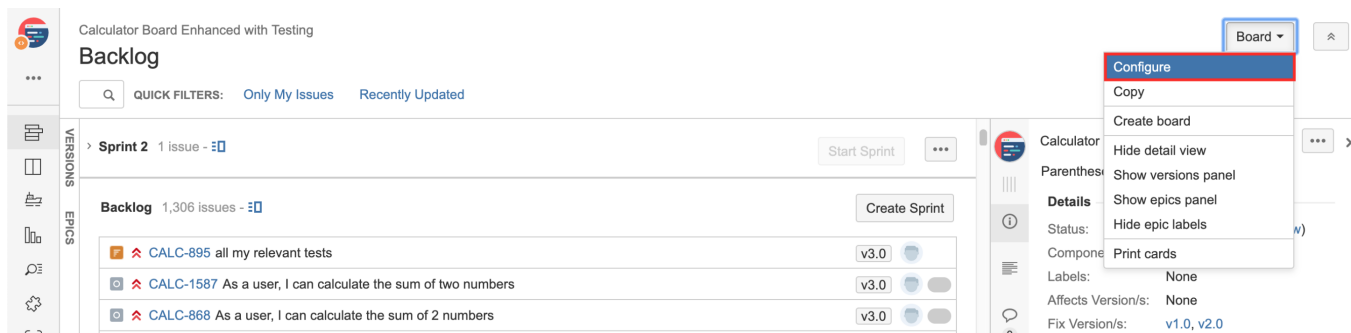 Calculator Board Enhanced with Testing
Backlog
Board
QUICK FILTERS: Only My Issues Recently Updated
Configure
Copy
Create board
Hide detail view
Show versions panel
Show epics panel
Hide epic labels
Print cards
VERSIONS
EPICS
Sprint 2 1 issue -
Start Sprint
Backlog 1,306 issues -
Create Sprint
CALC-895 all my relevant tests v3.0
CALC-1587 As a user, I can calculate the sum of two numbers v3.0
CALC-868 As a user, I can calculate the sum of 2 numbers v3.0
Calculator
Details
Status:
Labels: None
Affects Version/s: None
Fix Version/s: v1.0, v2.0